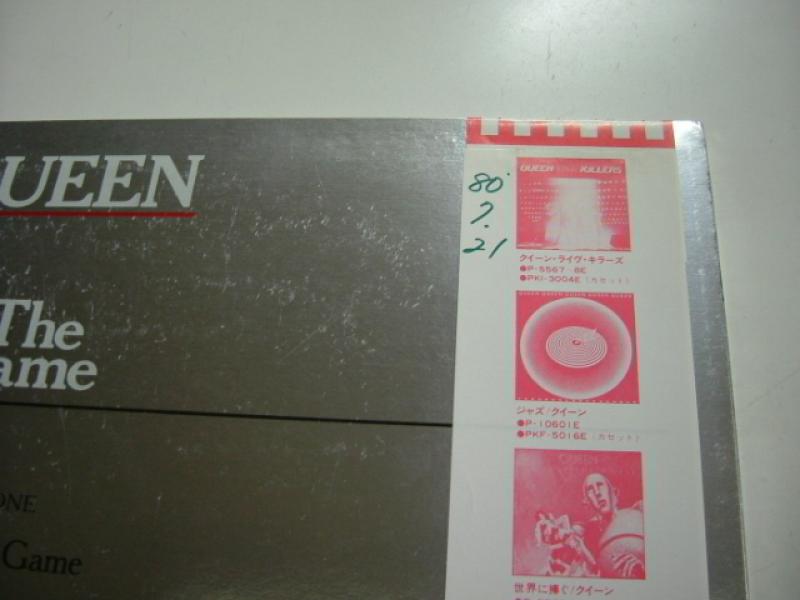 UEEN
The
ame
ONE
Game
80'
7.
21
QUEEN LIVE KILLERS
クイーン・ライヴ・キラーズ
●P-5567~8E
●PKI-3004E (カセット)
ジャズ/クイーン
●P-10601E
●PKF-5016E (カセット)
QUEEN
世界に捧ぐ/クイーン